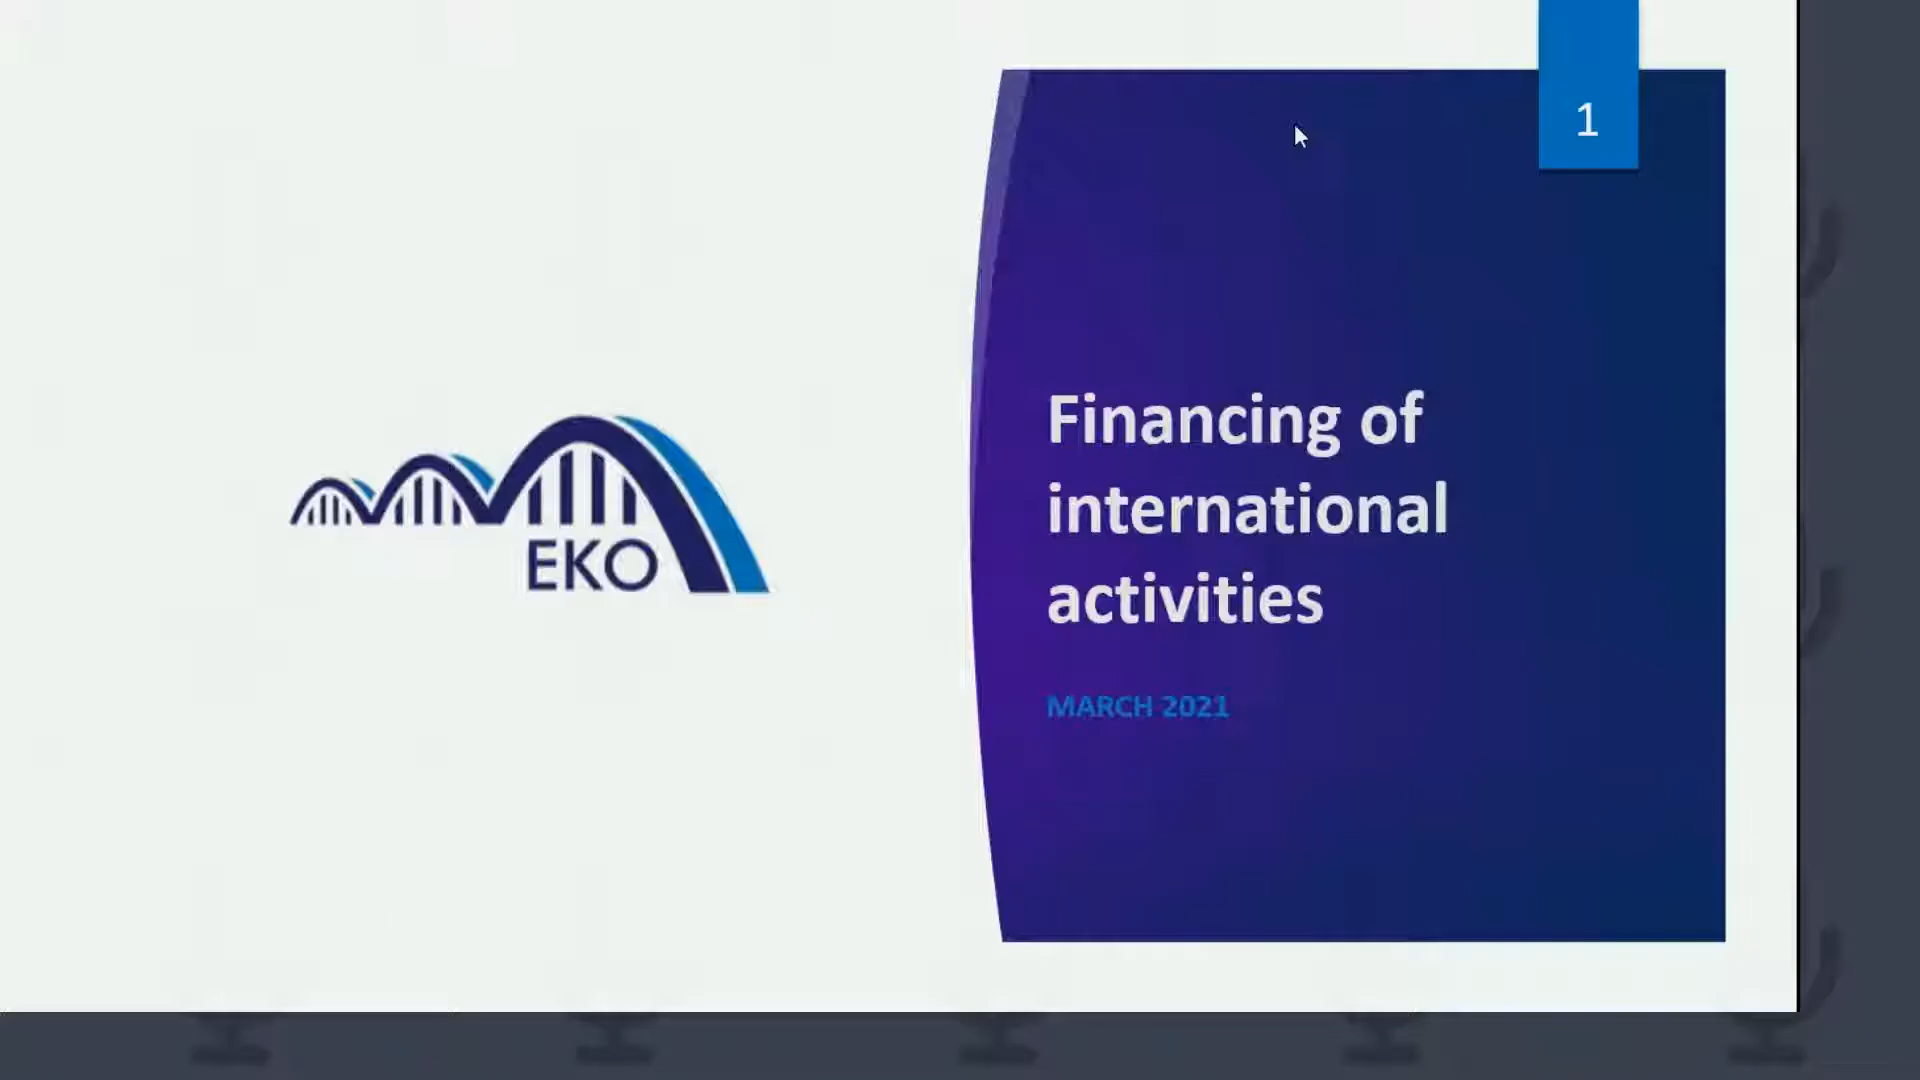 1
EKO
Financing of
international
activities
MARCH 2021